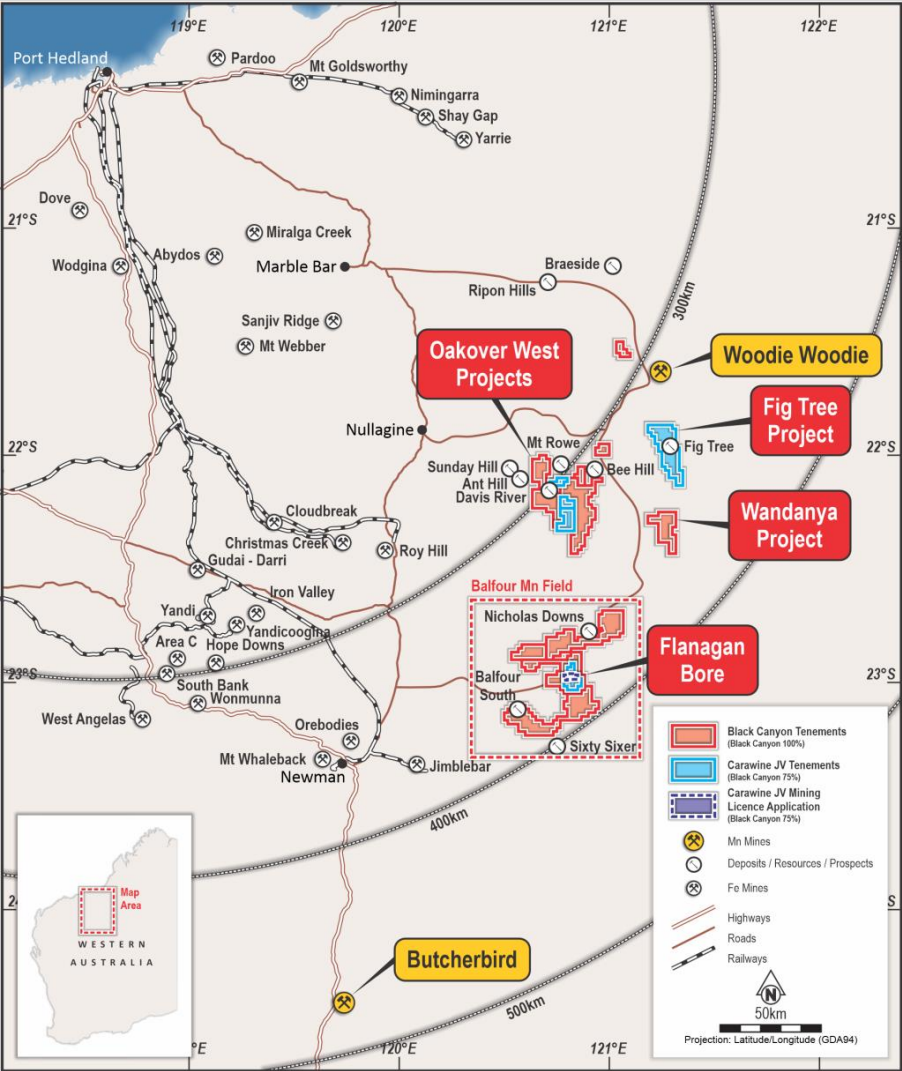 119°E
120°E
121°E
122°E
Port Hedland
Pardoo
Mt Goldsworthy
Nimingarra
Shay Gap
Yarrie
Dove
21°S
21°S
Miralga Creek
Abydos
Wodgina
Marble Bar
Braeside
Ripon Hills
300km
Sanjiv Ridge
Mt Webber
Oakover West
Projects
Woodie Woodie
Fig Tree
Project
Nullagine
22°S
22°S
Mt Rowe
Fig Tree
Sunday Hill
Bee Hill
Ant Hill
Davis River
Cloudbreak
Wandanya
Project
Christmas Creek
Roy Hill
Gudai - Darri
Iron Valley
Balfour Mn Field
Yandi
Nicholas Downs
Yandicoogina
Area C
Hope Downs
Flanagan
Bore
23°S
23°S
Balfour
South
South Bank
Wonmunna
West Angelas
Orebodies
Sixty Sixer
Mt Whaleback
Newman
Jimblebar
400km
Black Canyon Tenements
(Black Canyon 100%)
Carawine JV Tenements
(Black Canyon 75%)
Carawine JV Mining
Licence Application
(Black Canyon 75%)
Mn Mines
Deposits / Resources / Prospects
Fe Mines
Highways
Roads
Railways
N
50km
Projection: Latitude/Longitude (GDA94)
Map
Area
WESTERN
AUSTRALIA
Butcherbird
500km
120°E
121°E